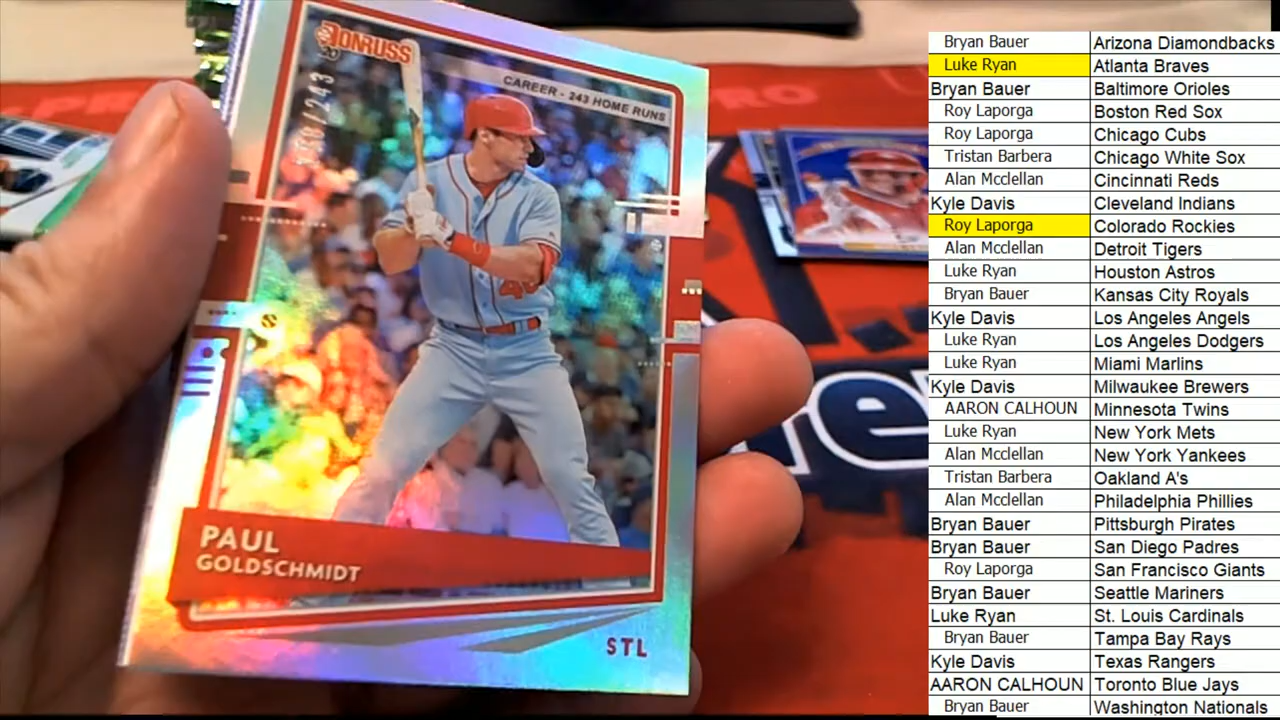 DONRUSS
20
CAREER - 243 HOME RUNS
PAUL
GOLDSCHMIDT
STL
Bryan Bauer Arizona Diamondbacks
Luke Ryan Atlanta Braves
Bryan Bauer Baltimore Orioles
Roy Laporga Boston Red Sox
Roy Laporga Chicago Cubs
Tristan Barbera Chicago White Sox
Alan Mcclellan Cincinnati Reds
Kyle Davis Cleveland Indians
Roy Laporga Colorado Rockies
Alan Mcclellan Detroit Tigers
Luke Ryan Houston Astros
Bryan Bauer Kansas City Royals
Kyle Davis Los Angeles Angels
Luke Ryan Los Angeles Dodgers
Luke Ryan Miami Marlins
Kyle Davis Milwaukee Brewers
AARON CALHOUN Minnesota Twins
Luke Ryan New York Mets
Alan Mcclellan New York Yankees
Tristan Barbera Oakland A's
Alan Mcclellan Philadelphia Phillies
Bryan Bauer Pittsburgh Pirates
Bryan Bauer San Diego Padres
Roy Laporga San Francisco Giants
Bryan Bauer Seattle Mariners
Luke Ryan St. Louis Cardinals
Bryan Bauer Tampa Bay Rays
Kyle Davis Texas Rangers
AARON CALHOUN Toronto Blue Jays
Bryan Bauer Washington Nationals